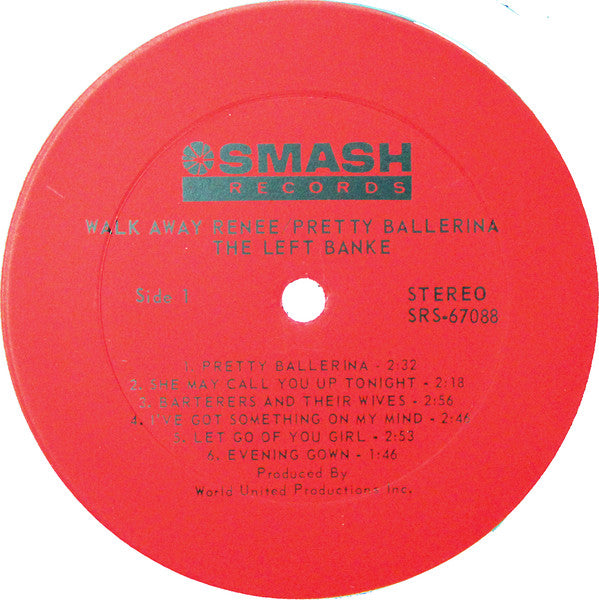 SMASH
RECORDS
WALK AWAY RENEE/PRETTY BALLERINA
THE LEFT BANKE
Side 1
STEREO
SRS-67088
1. PRETTY BALLERINA - 2:32
2. SHE MAY CALL YOU UP TONIGHT - 2:18
3. BARTERERS AND THEIR WIVES - 2:56
4. I'VE GOT SOMETHING ON MY MIND - 2:46
5. LET GO OF YOU GIRL - 2:53
6. EVENING GOWN - 1:46
Produced By
World United Productions Inc.